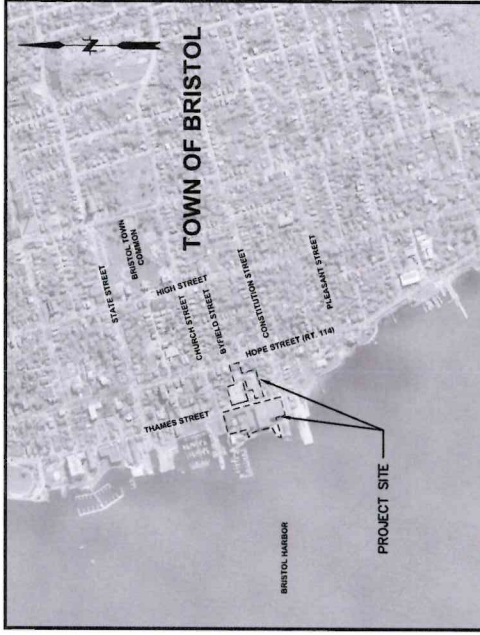 N
TOWN OF BRISTOL
STATE STREET
BRISTOL TOWN
COMMON
HIGH STREET
CHURCH STREET
BYFIELD STREET
CONSTITUTION STREET
PLEASANT STREET
HOPE STREET (RT. 114)
THAMES STREET
BRISTOL HARBOR
PROJECT SITE